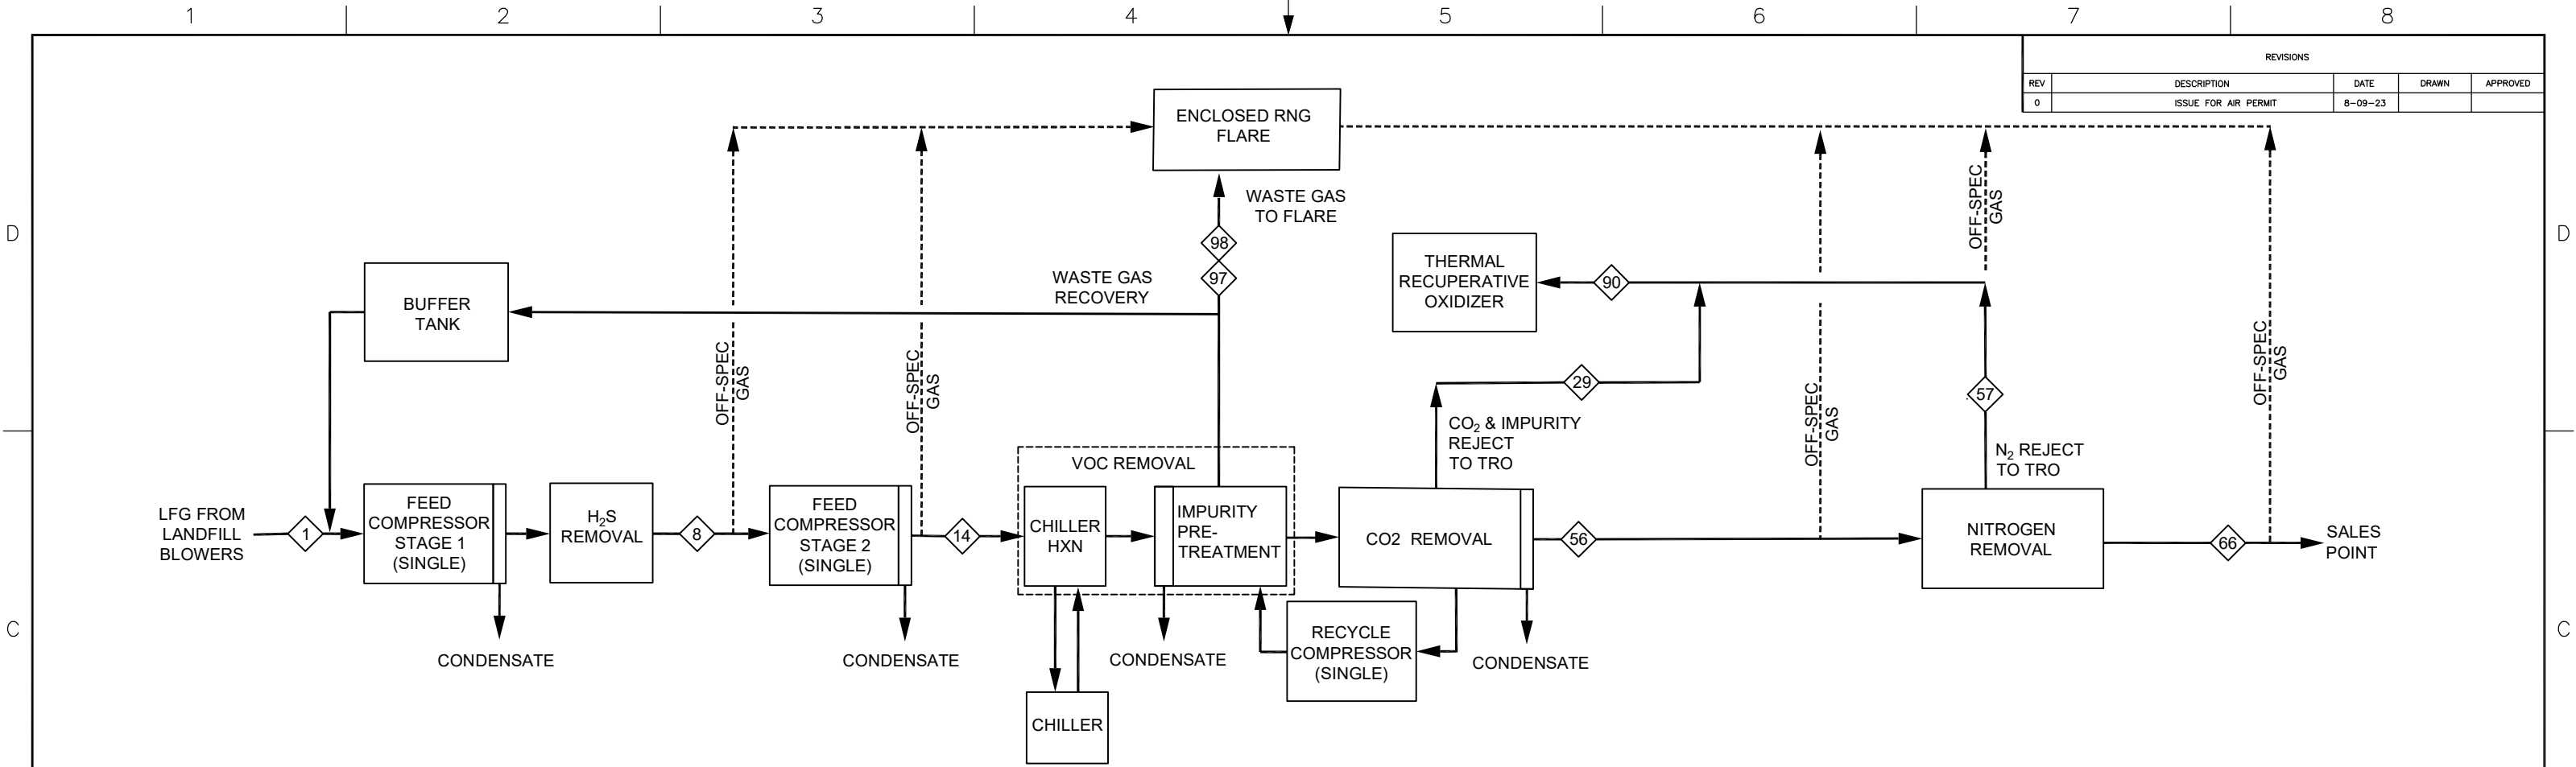 1 2 3 4 5 6 7 8
REVISIONS
REV DESCRIPTION DATE DRAWN APPROVED
0 ISSUE FOR AIR PERMIT 8-09-23
D
D
C
C
ENCLOSED RNG
FLARE
WASTE GAS
TO FLARE
98
97
WASTE GAS
RECOVERY
BUFFER
TANK
THERMAL
RECUPERATIVE
OXIDIZER
90
29
57
OFF-SPEC
GAS
OFF-SPEC
GAS
OFF-SPEC
GAS
OFF-SPEC
GAS
OFF-SPEC
GAS
CO₂ & IMPURITY
REJECT
TO TRO
N₂ REJECT
TO TRO
LFG FROM
LANDFILL
BLOWERS
1
FEED
COMPRESSOR
STAGE 1
(SINGLE)
H₂S
REMOVAL
8
FEED
COMPRESSOR
STAGE 2
(SINGLE)
14
VOC REMOVAL
CHILLER
HXN
IMPURITY
PRE-
TREATMENT
CO2 REMOVAL
56
NITROGEN
REMOVAL
66
SALES
POINT
CONDENSATE
CONDENSATE
CONDENSATE
RECYCLE
COMPRESSOR
(SINGLE)
CONDENSATE
CHILLER